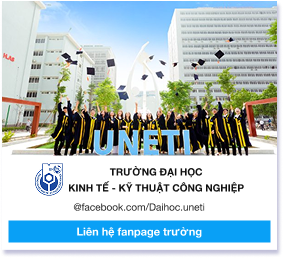 UNETI
TRƯỜNG ĐẠI HỌC
KINH TẾ - KỸ THUẬT CÔNG NGHIỆP
@facebook.com/Daihoc.uneti
Liên hệ fanpage trường